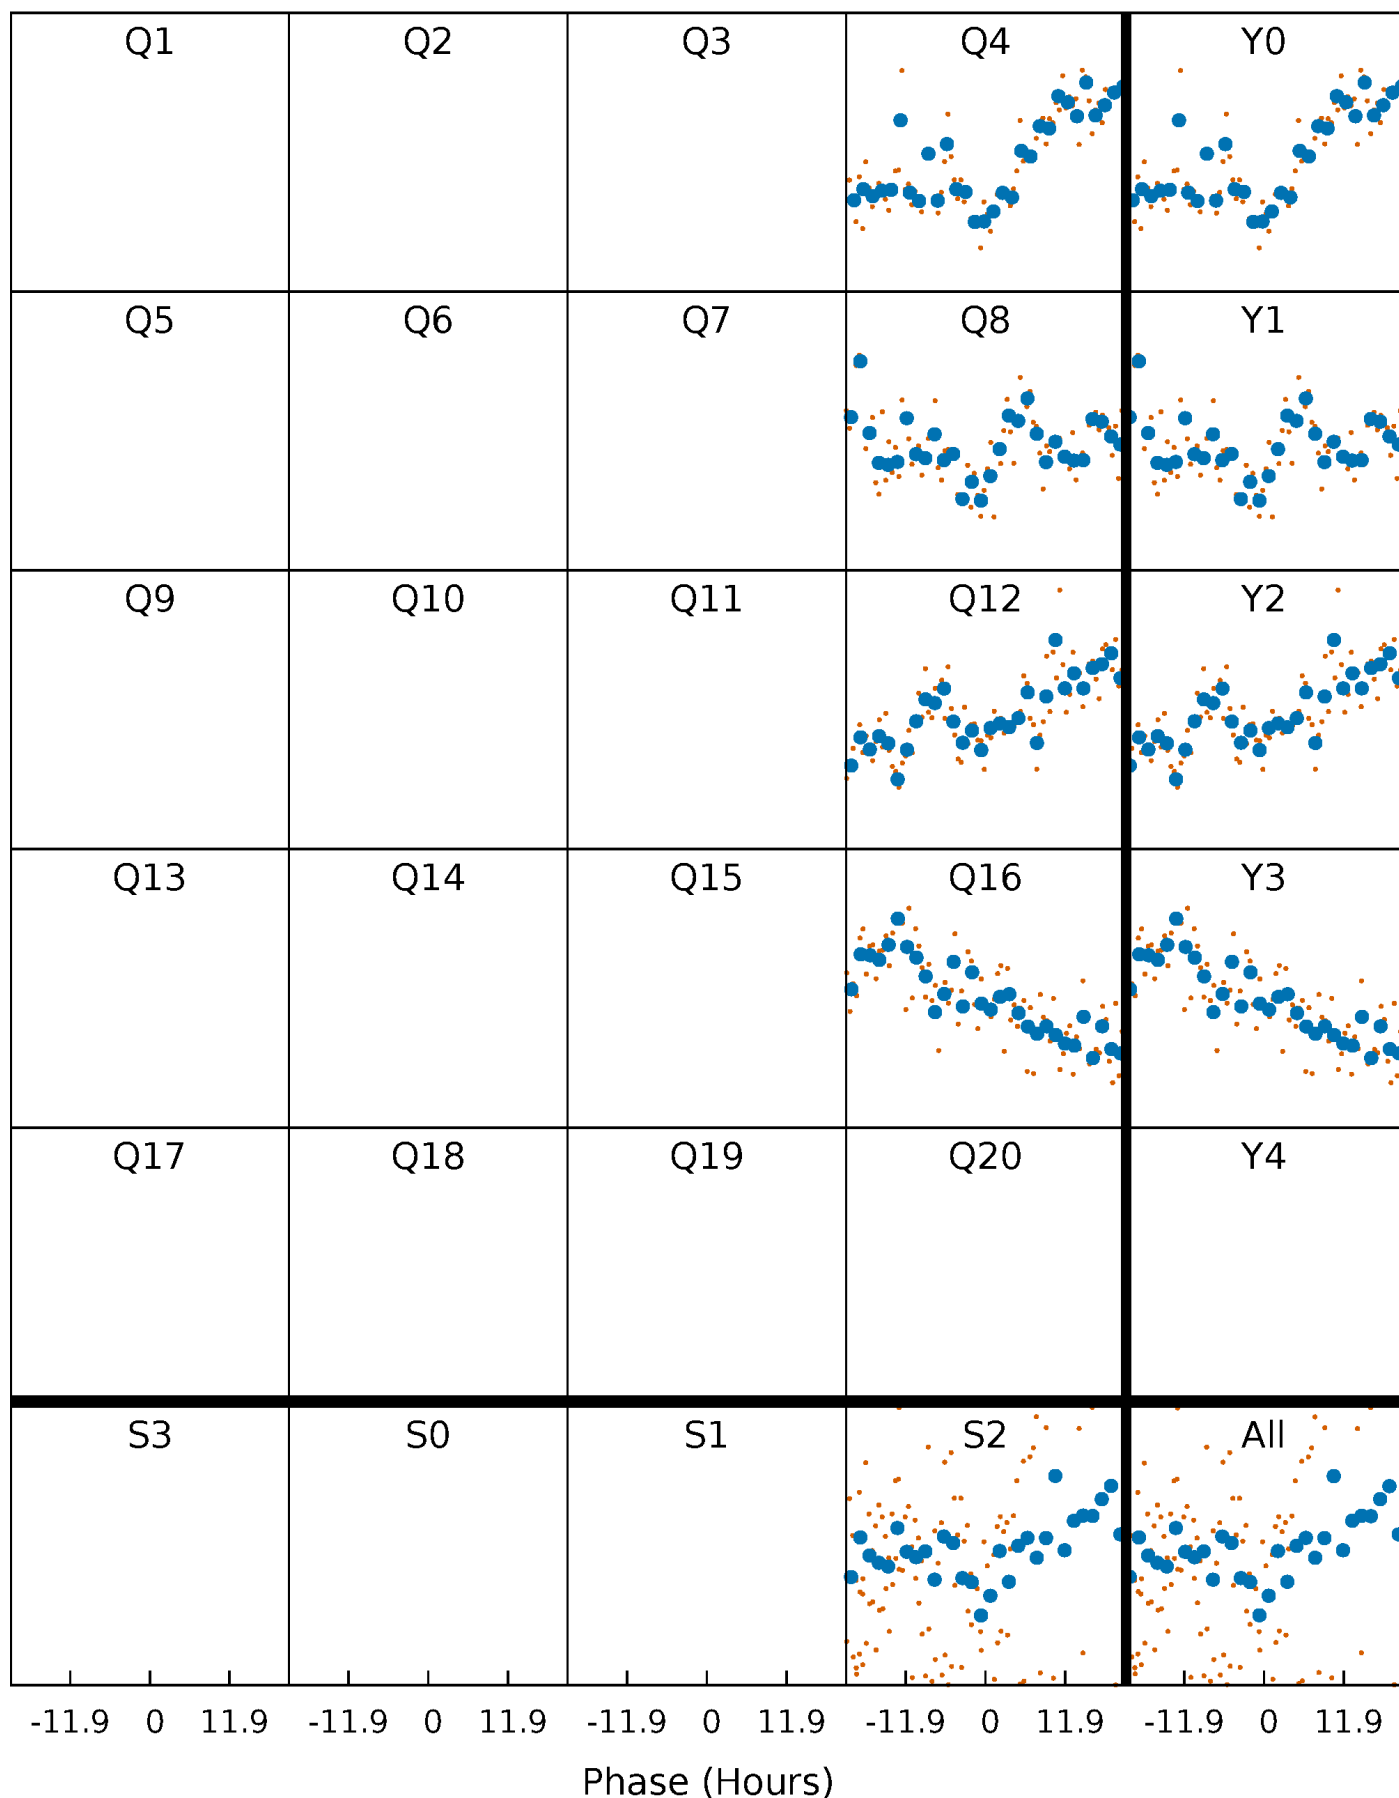 Q1 Q2 Q3 Q4 Y0
Q5 Q6 Q7 Q8 Y1
Q9 Q10 Q11 Q12 Y2
Q13 Q14 Q15 Q16 Y3
Q17 Q18 Q19 Q20 Y4
S3 S0 S1 S2 All
-11.9 0 11.9 -11.9 0 11.9 -11.9 0 11.9 -11.9 0 11.9 -11.9 0 11.9
Phase (Hours)